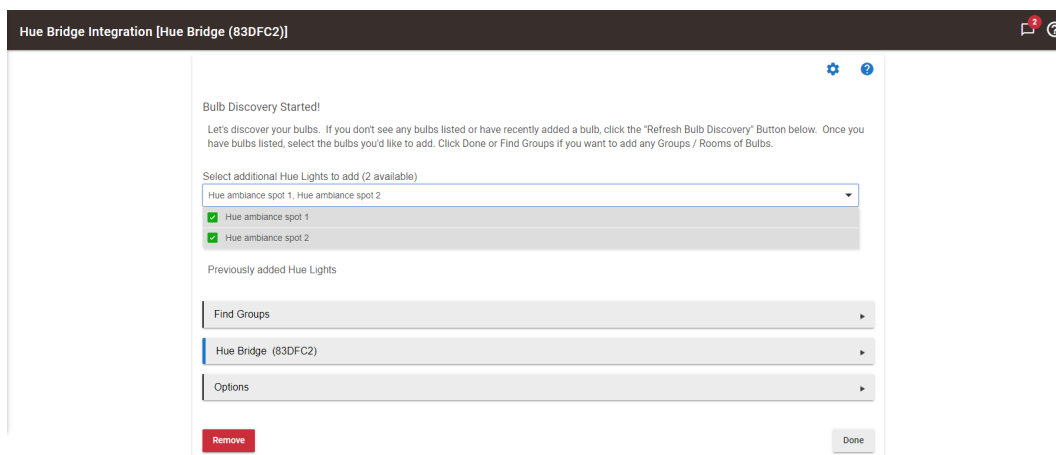 Hue Bridge Integration [Hue Bridge (83DFC2)]
2
?
?
Bulb Discovery Started!
Let's discover your bulbs. If you don't see any bulbs listed or have recently added a bulb, click the "Refresh Bulb Discovery" Button below. Once you
have bulbs listed, select the bulbs you'd like to add. Click Done or Find Groups if you want to add any Groups / Rooms of Bulbs.
Select additional Hue Lights to add (2 available)
Hue ambiance spot 1, Hue ambiance spot 2
Hue ambiance spot 1
Hue ambiance spot 2
Previously added Hue Lights
Find Groups
Hue Bridge (83DFC2)
Options
Remove
Done